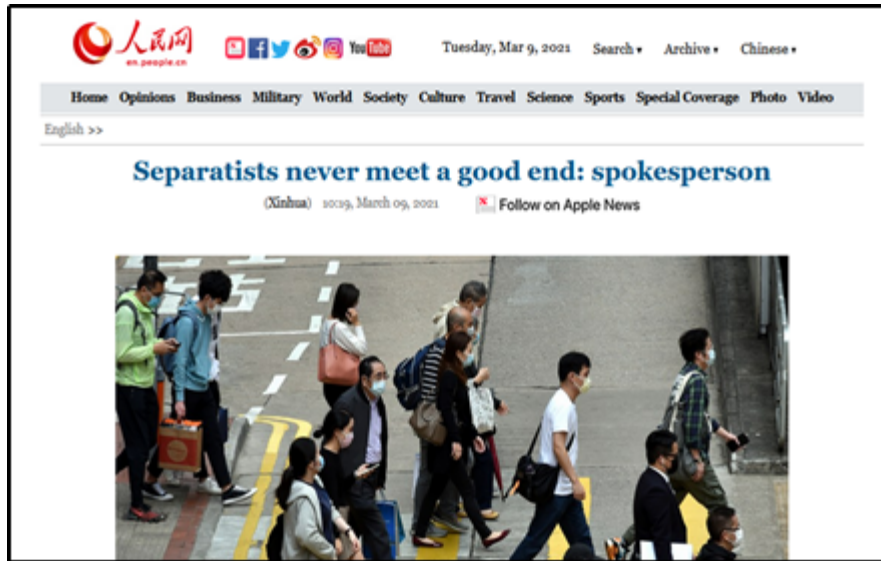 人民网
en.people.cn
You Tube
Tuesday, Mar 9, 2021 Search Archive Chinese
Home Opinions Business Military World Society Culture Travel Science Sports Special Coverage Photo Video
English >>
Separatists never meet a good end: spokesperson
(Xinhua) 10:19, March 09, 2021 Follow on Apple News